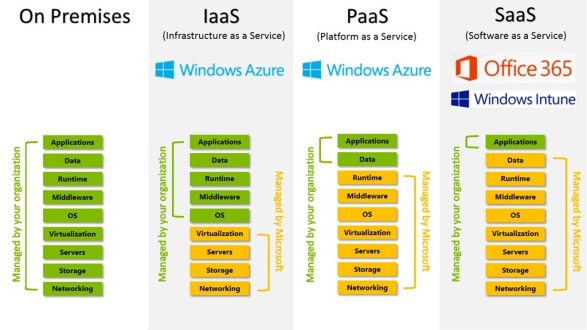 On Premises
Managed by your organization
Applications
Data
Runtime
Middleware
OS
Virtualization
Servers
Storage
Networking
IaaS
(Infrastructure as a Service)
Windows Azure
Managed by your organization
Applications
Data
Runtime
Middleware
OS
Virtualization
Servers
Storage
Networking
Managed by Microsoft
PaaS
(Platform as a Service)
Windows Azure
Managed by your organization
Applications
Data
Runtime
Middleware
OS
Virtualization
Servers
Storage
Networking
Managed by Microsoft
SaaS
(Software as a Service)
Office 365
Windows Intune
Managed by your organization
Applications
Data
Runtime
Middleware
OS
Virtualization
Servers
Storage
Networking
Managed by Microsoft